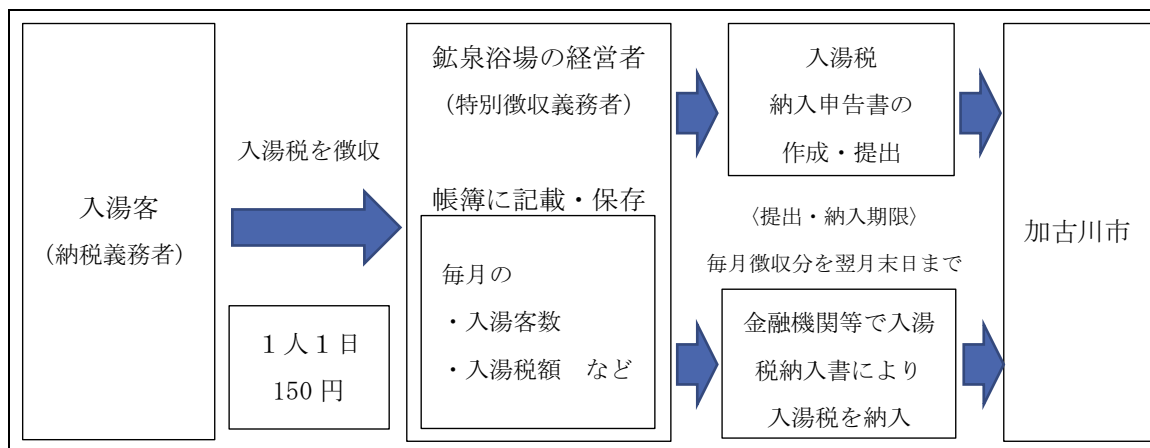 入湯客
（納税義務者）
入湯税を徴収
１人１日
150 円
鉱泉浴場の経営者
（特別徴収義務者）
帳簿に記載・保存
毎月の
・入湯客数
・入湯税額　など
入湯税
納入申告書の
作成・提出
〈提出・納入期限〉
毎月徴収分を翌月末日まで
金融機関等で入湯
税納入書により
入湯税を納入
加古川市